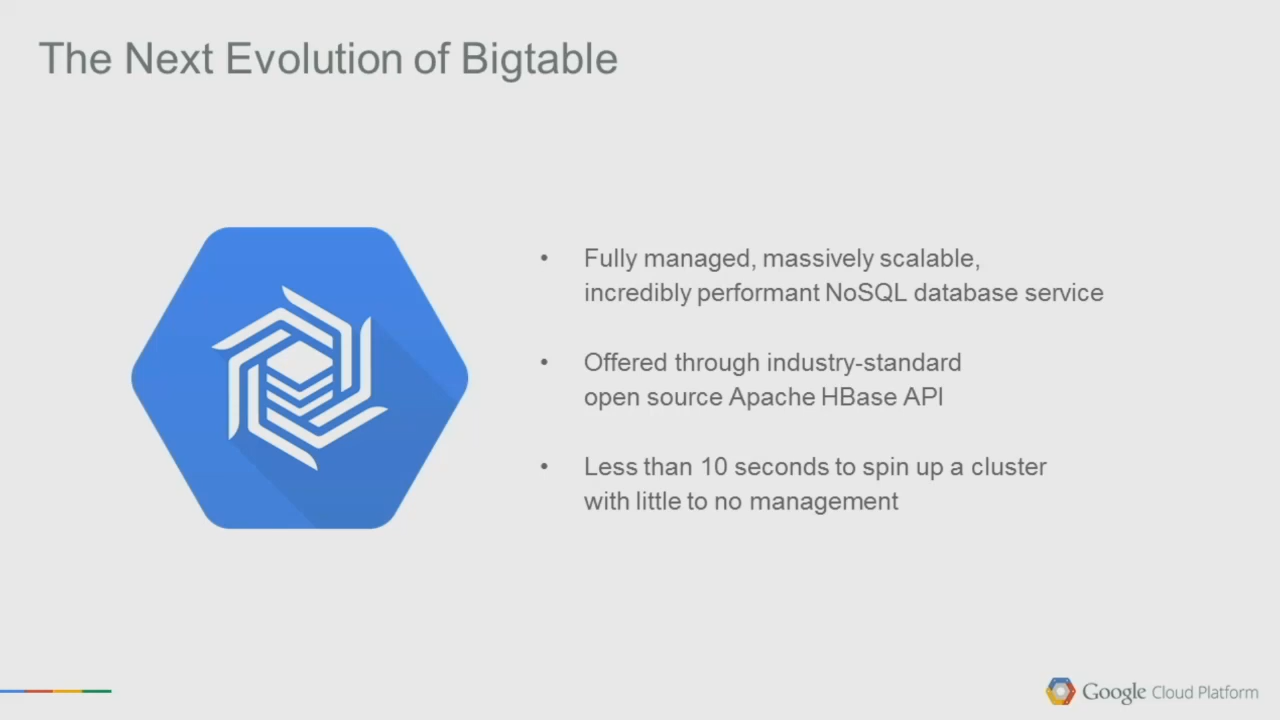 The Next Evolution of Bigtable
• Fully managed, massively scalable,
incredibly performant NoSQL database service
• Offered through industry-standard
open source Apache HBase API
• Less than 10 seconds to spin up a cluster
with little to no management
Google Cloud Platform